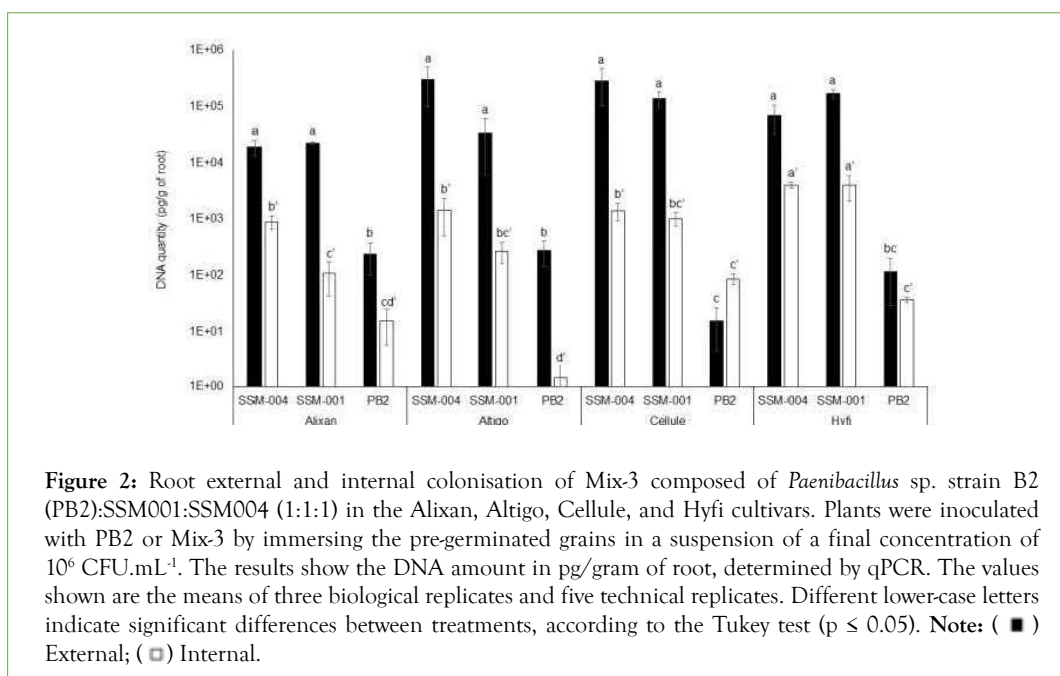 1E+06
a a a a
a
1E+05
a
a a
DNA quantity (pg/g of root)
1E+04
a' a'
b' b' b'
1E+03
bc'
b bc' b
c'
bc
1E+02
c'
cd' c c'
1E+01
d'
1E+00
SSM-004 SSM-001 PB2 SSM-004 SSM-001 PB2 SSM-004 SSM-001 PB2 SSM-004 SSM-001 PB2
Alixan Altigo Cellule Hyfi
Figure 2: Root external and internal colonisation of Mix-3 composed of Paenibacillus sp. strain B2
(PB2):SSM001:SSM004 (1:1:1) in the Alixan, Altigo, Cellule, and Hyfi cultivars. Plants were inoculated
with PB2 or Mix-3 by immersing the pre-germinated grains in a suspension of a final concentration of
10⁶ CFU.mL⁻¹. The results show the DNA amount in pg/gram of root, determined by qPCR. The values
shown are the means of three biological replicates and five technical replicates. Different lower-case letters
indicate significant differences between treatments, according to the Tukey test (p ≤ 0.05). Note: ( ■ )
External; ( □ ) Internal.